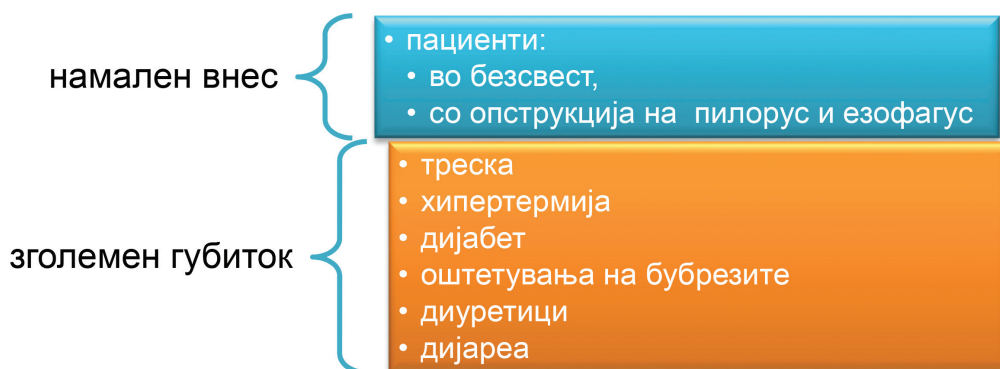 намален внес
• пациенти:
• во безсвест,
• со опструкција на пилорус и езофагус
зголемен губиток
• треска
• хипертермија
• дијабет
• оштетувања на бубрезите
• диуретици
• дијареа